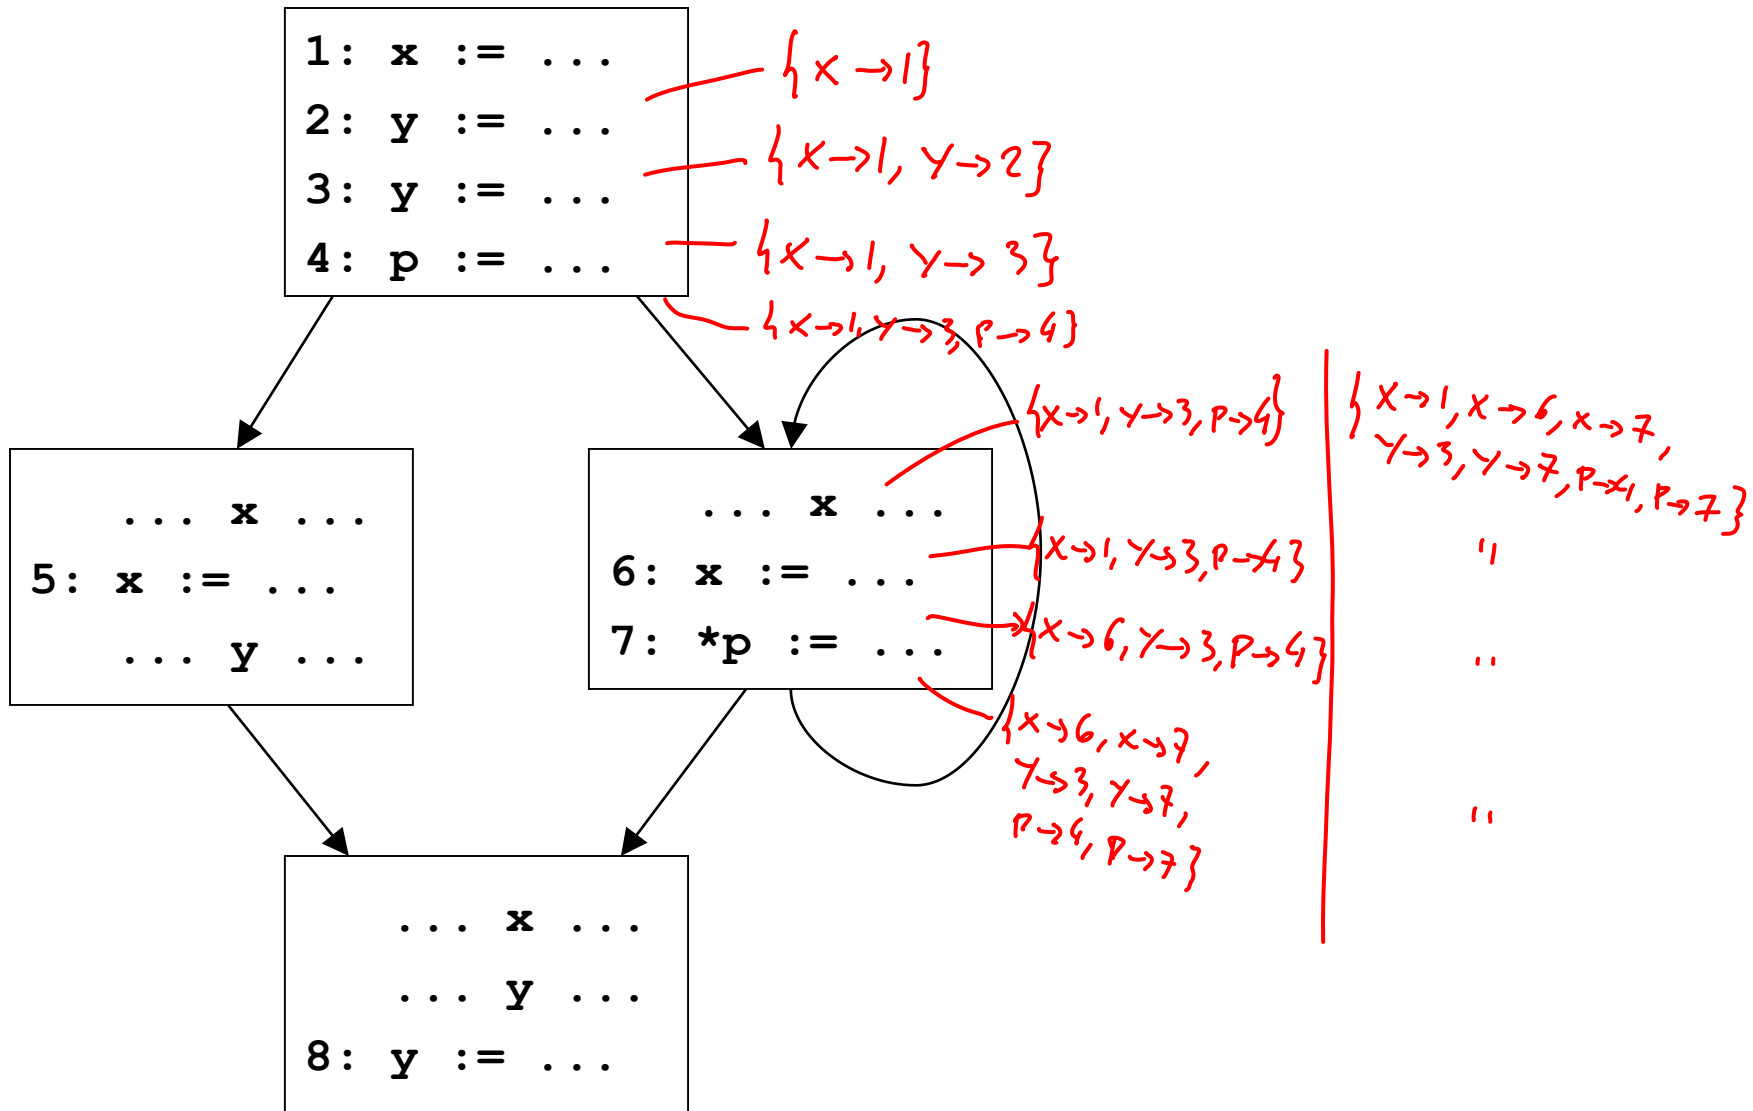 1: x := ...
2: y := ...
3: y := ...
4: p := ...
{x→1}
{x→1, y→2}
{x→1, y→3}
{x→1, y→3, p→4}
... x ...
5: x := ...
... y ...
... x ...
6: x := ...
7: *p := ...
{x→1, y→3, p→4}
{x→1, y→3, p→4}
{x→6, y→3, p→4}
{x→6, x→7,
y→3, y→7,
p→4, p→7}
{x→1, x→6, x→7,
y→3, y→7, p→4, p→7}
"
"
"
... x ...
... y ...
8: y := ...